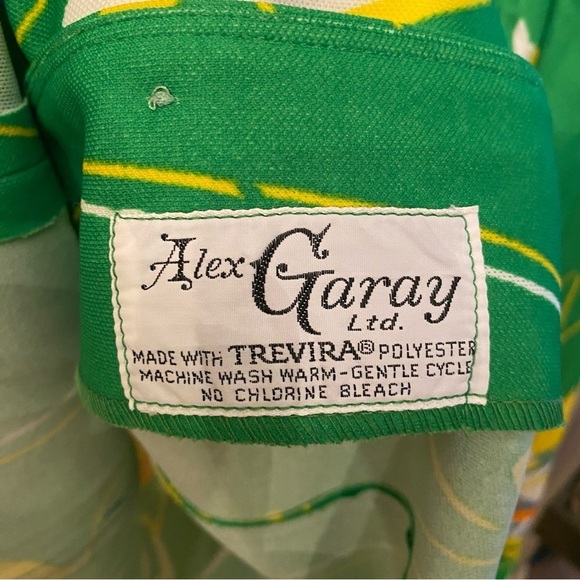 Alex Garay
Ltd.
MADE WITH TREVIRA® POLYESTER
MACHINE WASH WARM-GENTLE CYCLE
NO CHLORINE BLEACH